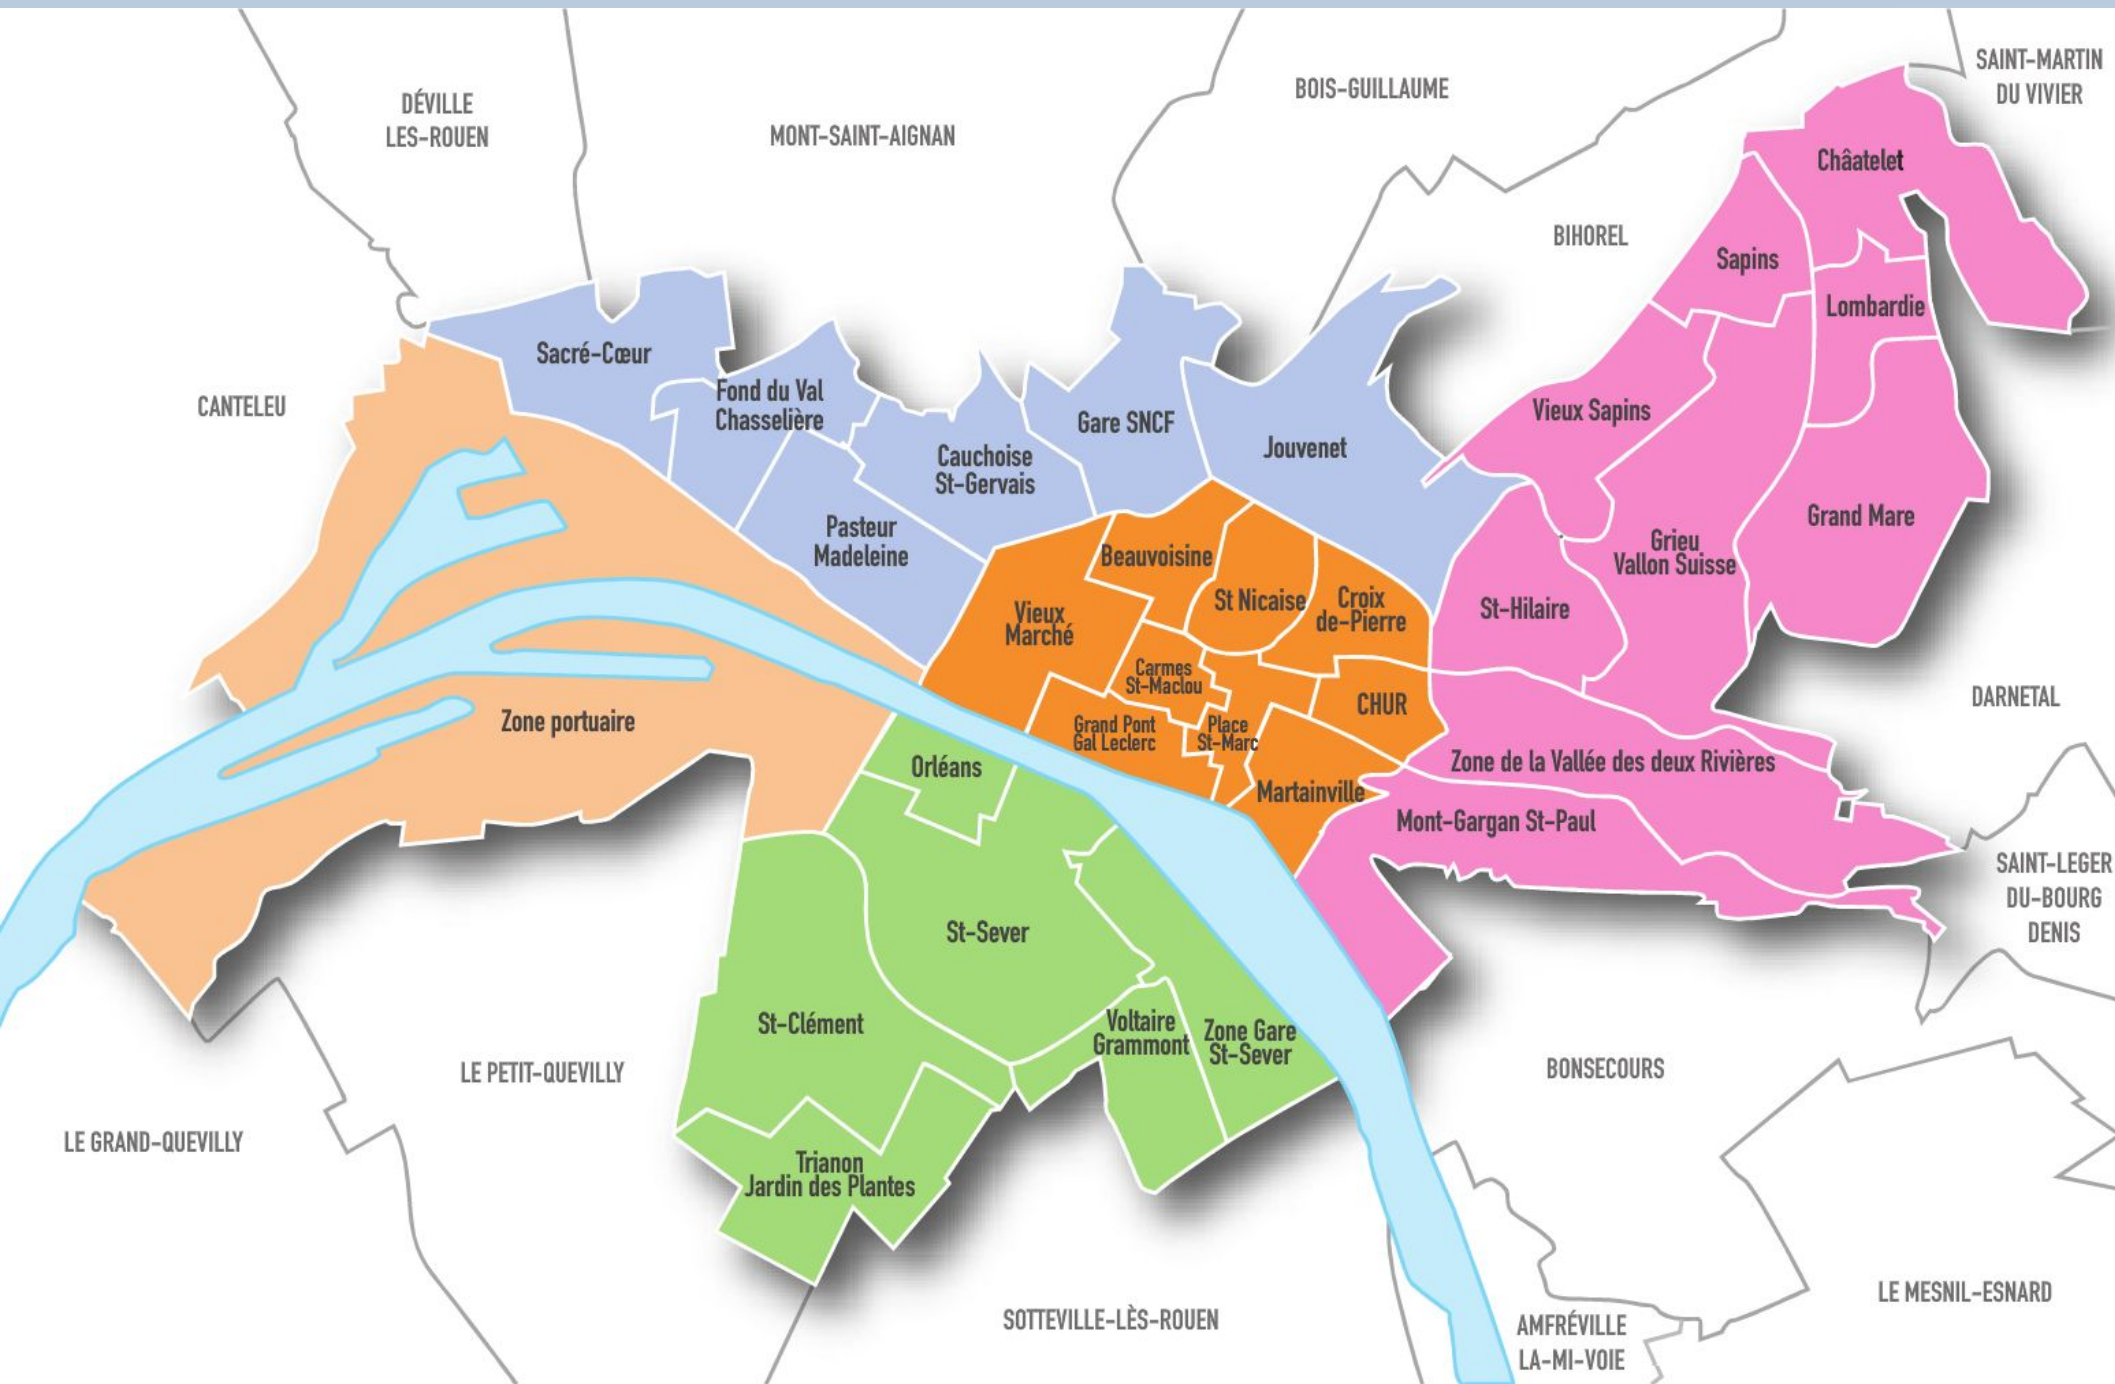 SAINT-MARTIN
DU VIVIER
DÉVILLE
LES-ROUEN
MONT-SAINT-AIGNAN
BOIS-GUILLAUME
BIHOREL
CANTELEU
DARNETAL
SAINT-LEGER
DU-BOURG
DENIS
BONSECOURS
LE PETIT-QUEVILLY
LE GRAND-QUEVILLY
SOTTEVILLE-LÈS-ROUEN
AMFRÉVILLE
LA-MI-VOIE
LE MESNIL-ESNARD
Châatelet
Sapins
Lombardie
Vieux Sapins
Grand Mare
Grieu
Vallon Suisse
St-Hilaire
Zone de la Vallée des deux Rivières
Mont-Gargan St-Paul
Sacré-Cœur
Fond du Val
Chasselière
Pasteur
Madeleine
Cauchoise
St-Gervais
Gare SNCF
Jouvenet
Beauvoisine
St Nicaise
Croix
de-Pierre
Vieux
Marché
Carmes
St-Maclou
CHUR
Grand Pont
Gal Leclerc
Place
St-Marc
Martainville
Zone portuaire
Orléans
St-Sever
St-Clément
Voltaire
Grammont
Zone Gare
St-Sever
Trianon
Jardin des Plantes